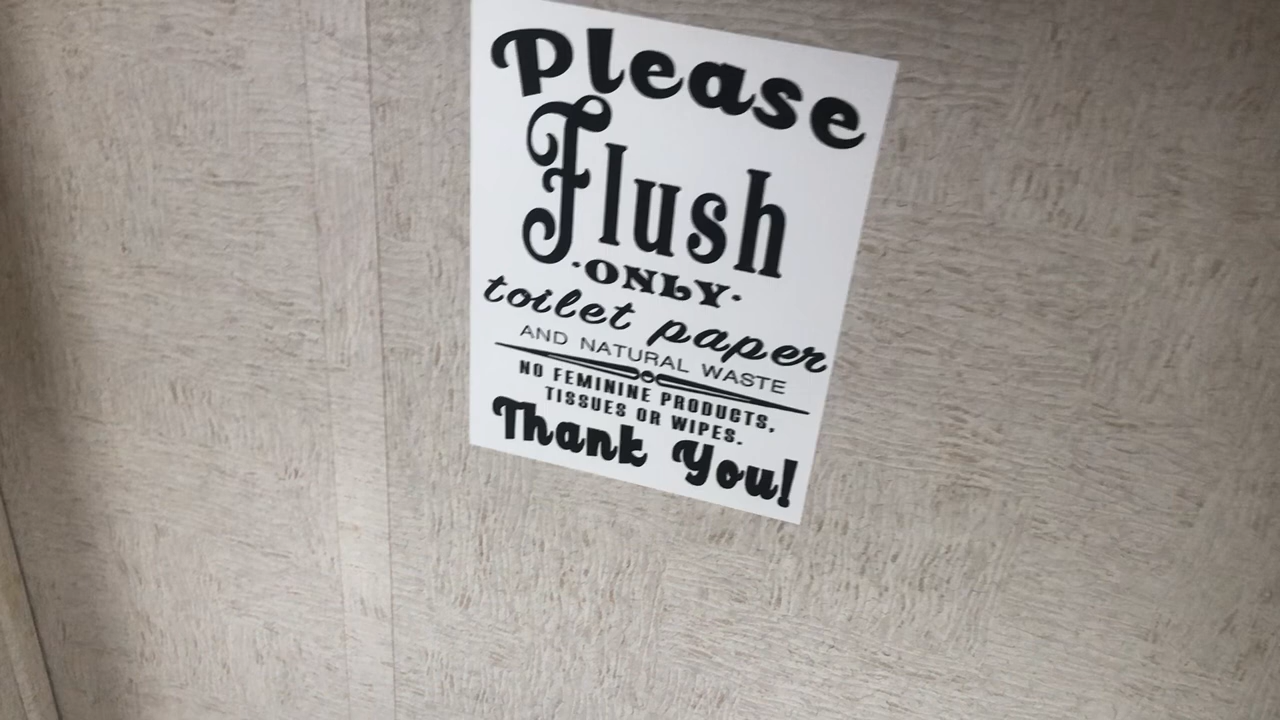 Please
Flush
·ONLY·
toilet paper
AND NATURAL WASTE
NO FEMININE PRODUCTS,
TISSUES OR WIPES.
Thank You!